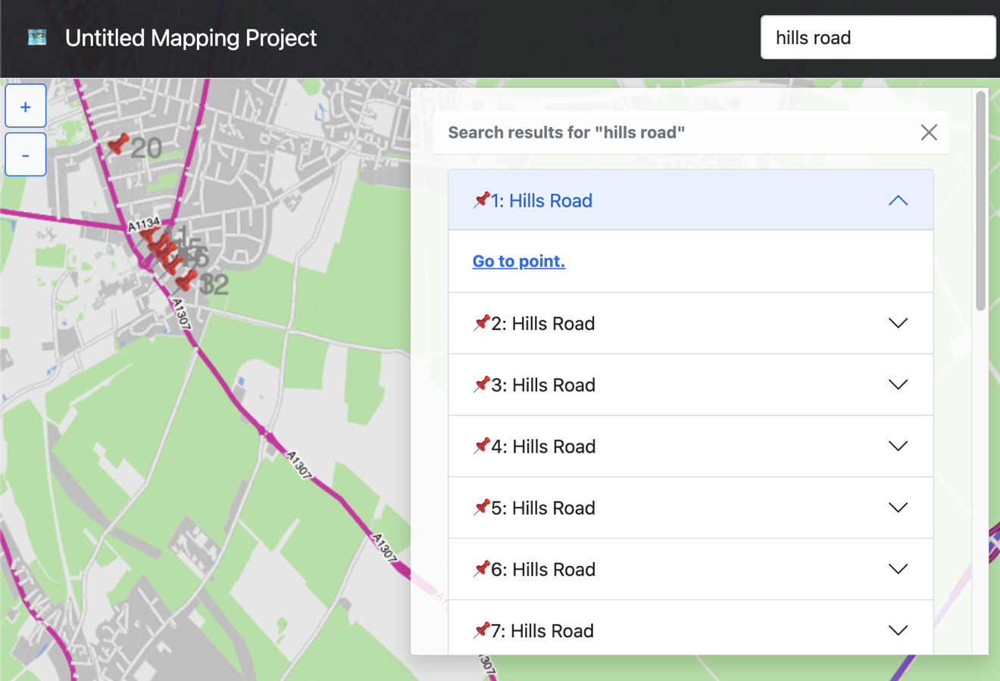 Untitled Mapping Project
hills road
+
-
20
A1134
32
A1307
A1307
A1307
Search results for "hills road"
1: Hills Road
Go to point.
2: Hills Road
3: Hills Road
4: Hills Road
5: Hills Road
6: Hills Road
7: Hills Road